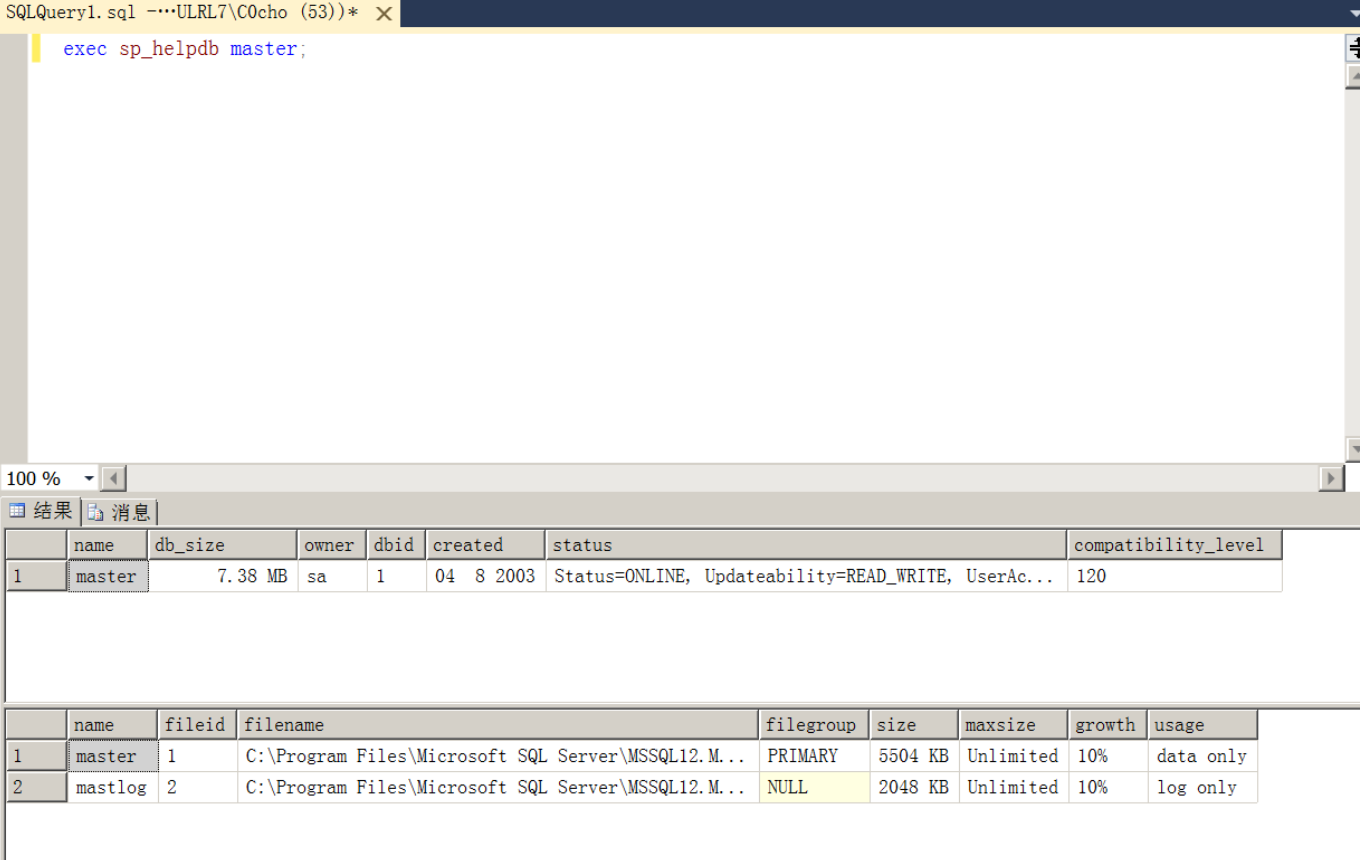 SQLQuery1.sql -...ULRL7\C0cho (53))*
exec sp_helpdb master;
100 %
结果 消息
name db_size owner dbid created status compatibility_level
1 master 7.38 MB sa 1 04 8 2003 Status=ONLINE, Updateability=READ_WRITE, UserAc... 120
name fileid filename filegroup size maxsize growth usage
1 master 1 C:\Program Files\Microsoft SQL Server\MSSQL12.M... PRIMARY 5504 KB Unlimited 10% data only
2 mastlog 2 C:\Program Files\Microsoft SQL Server\MSSQL12.M... NULL 2048 KB Unlimited 10% log only